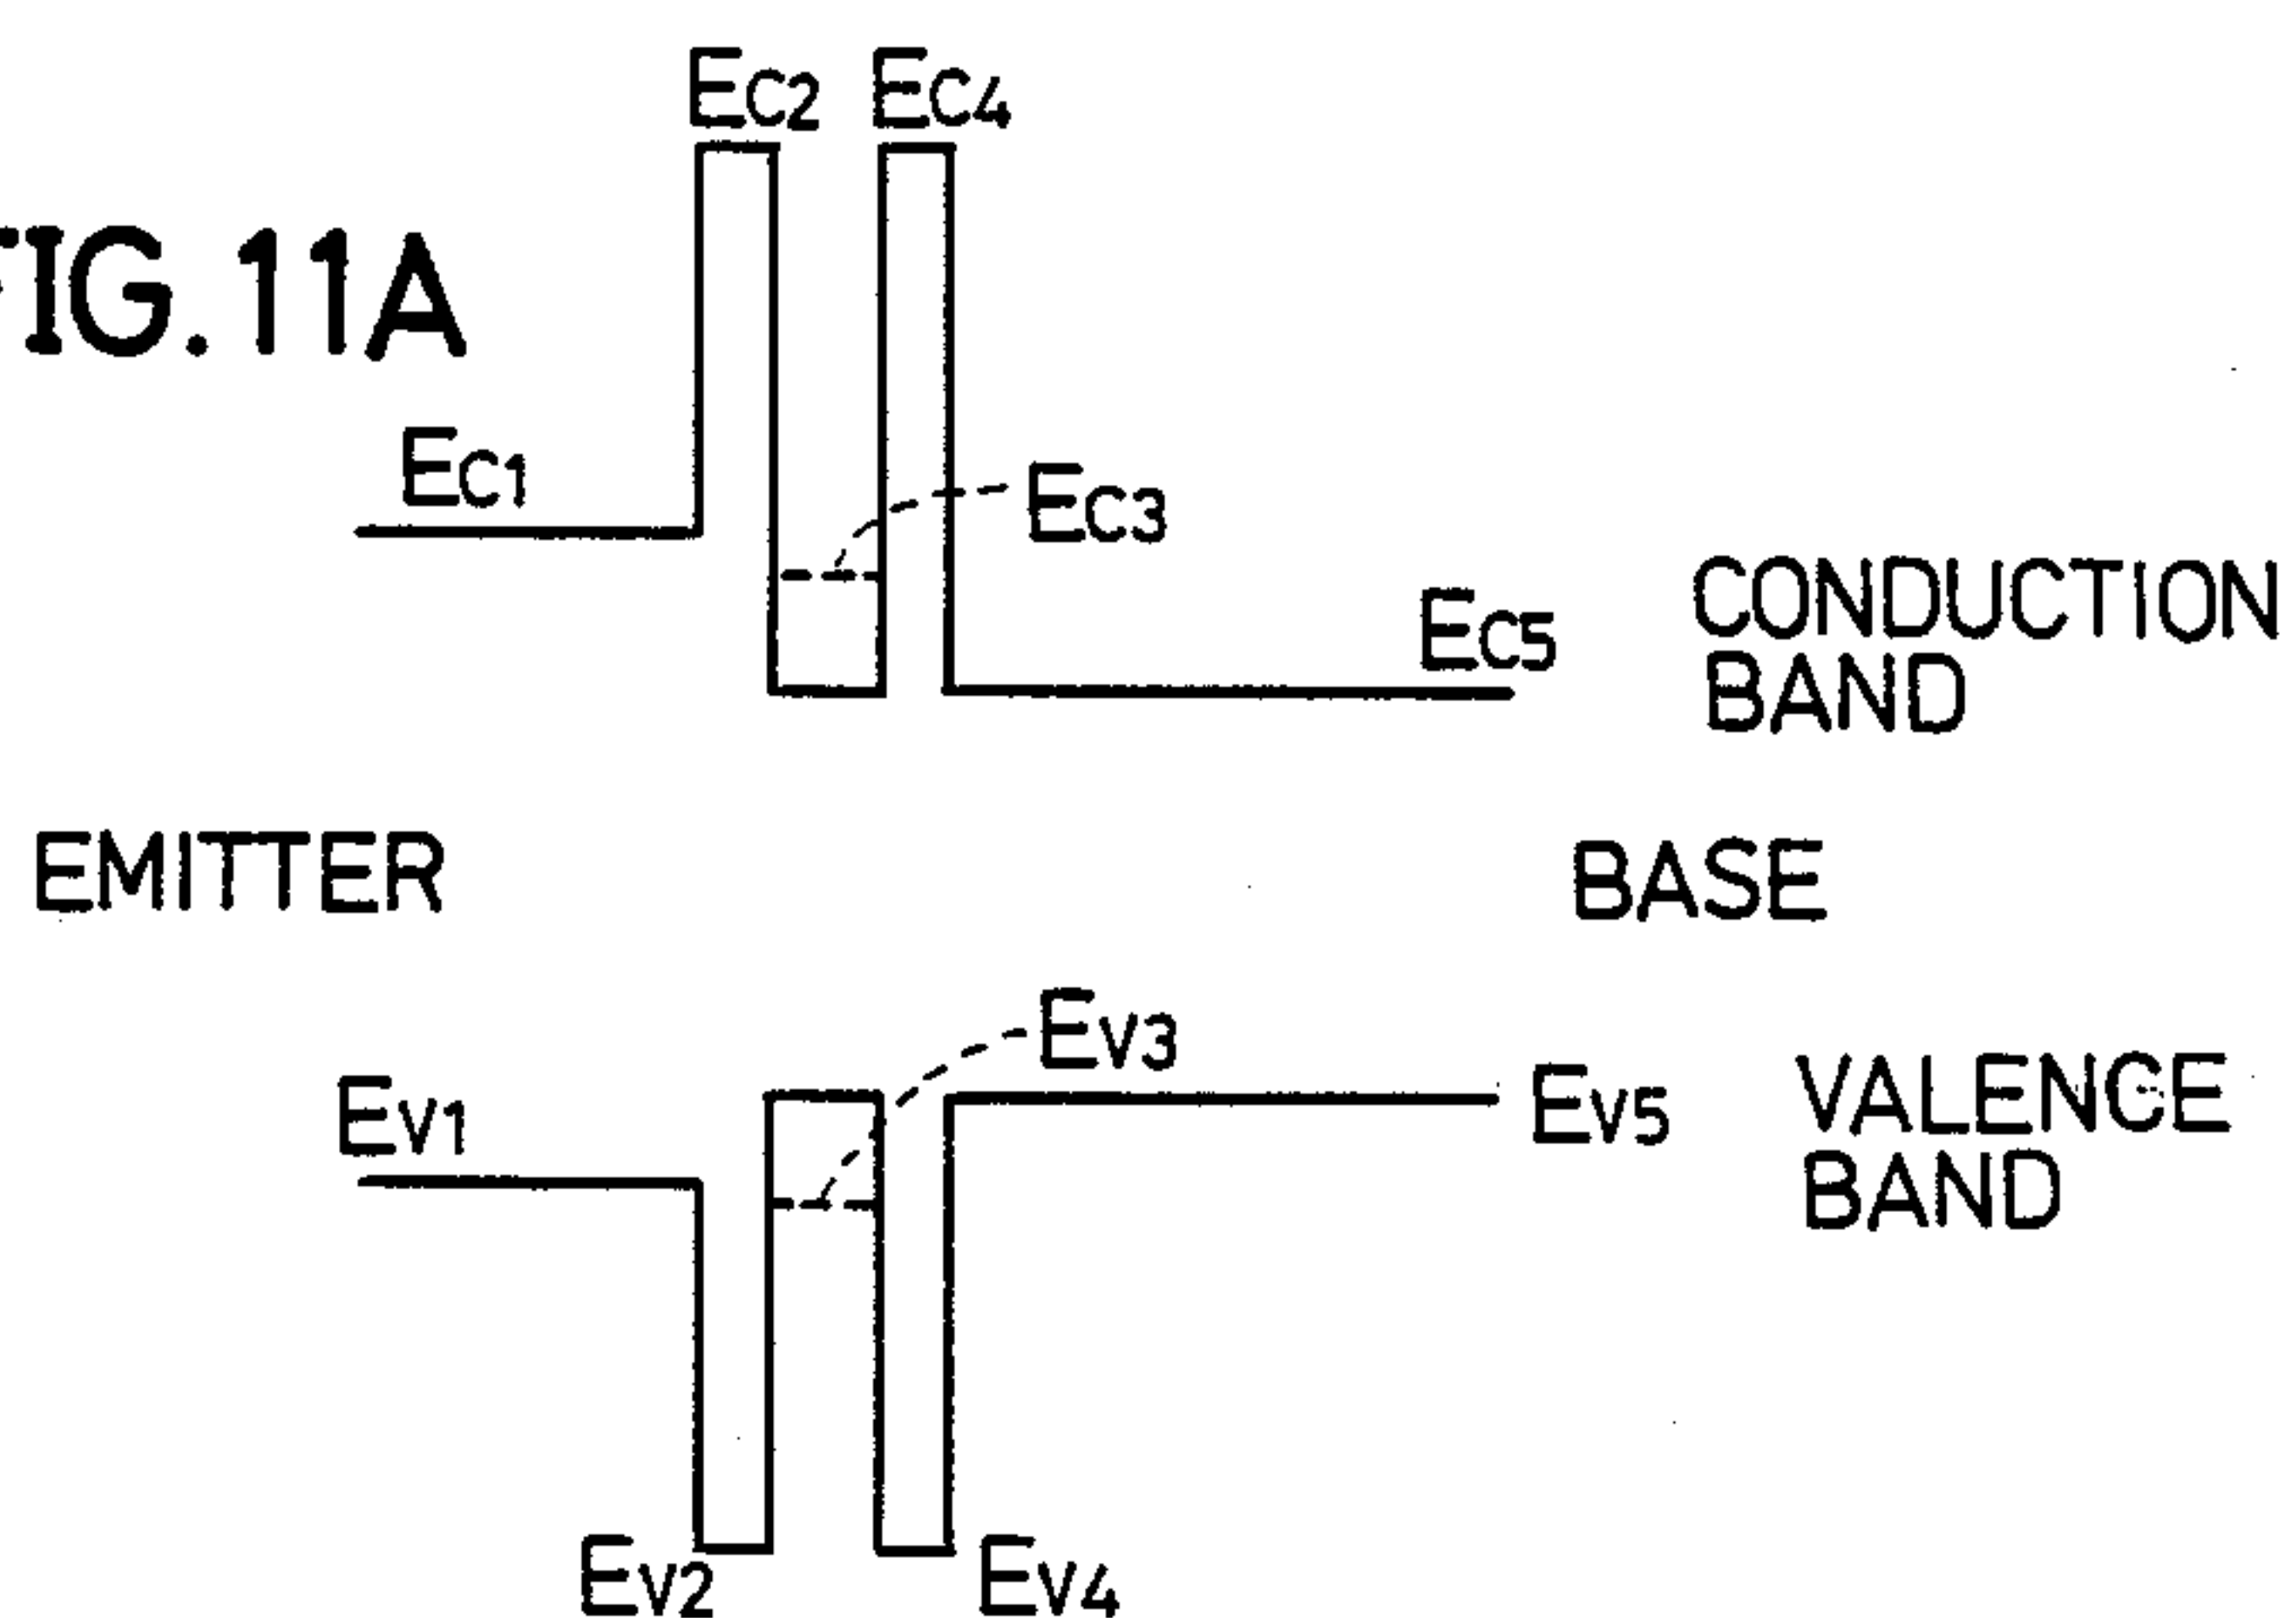 EC2 EC4
FIG.11A
EC1
EC3
EC5
CONDUCTION
BAND
EMITTER
BASE
EV3
EV1
EV5
VALENCE
BAND
EV2
EV4